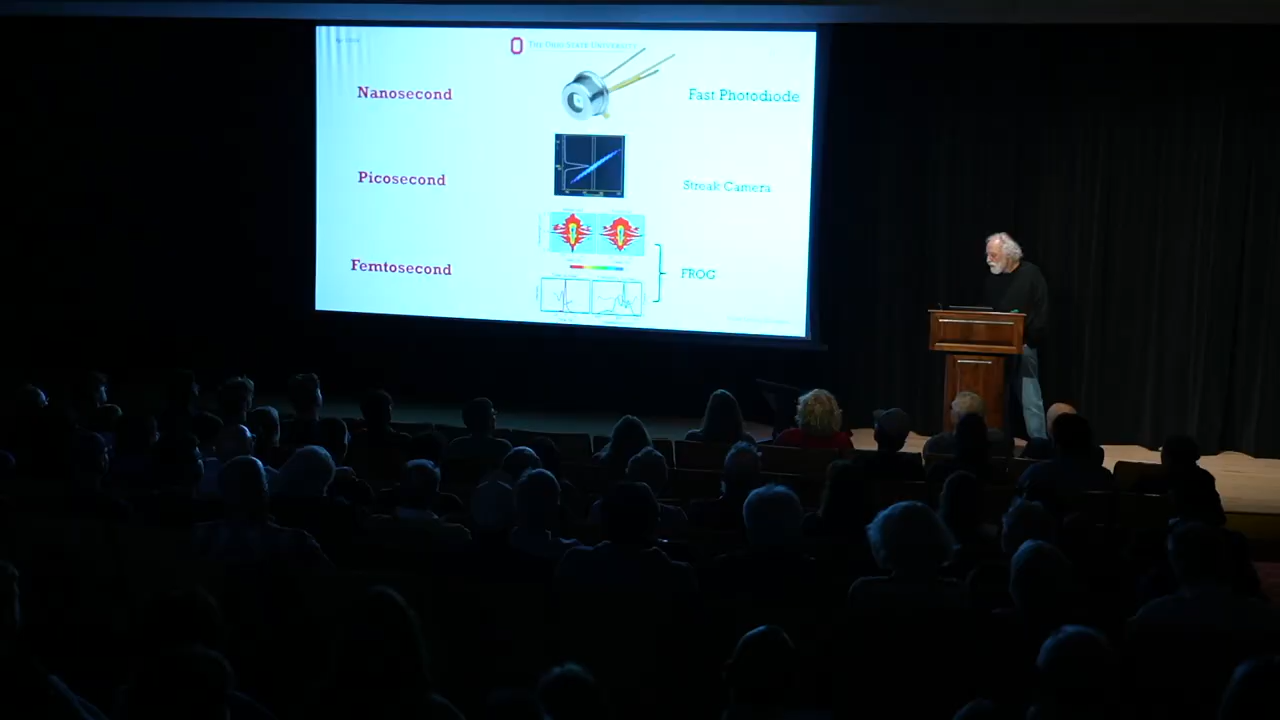 THE OHIO STATE UNIVERSITY
Nanosecond
Fast Photodiode
Picosecond
Streak Camera
Femtosecond
FROG